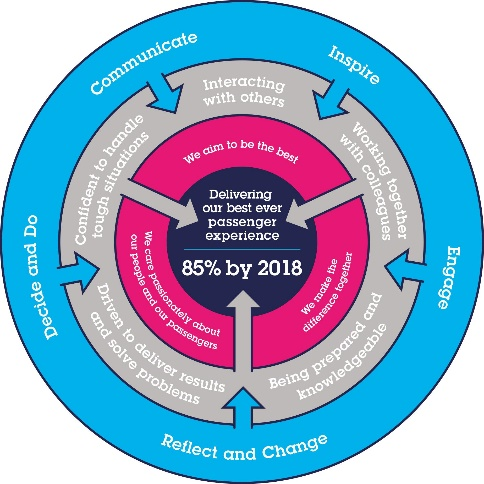 Communicate
Inspire
Engage
Reflect and Change
Decide and Do
Interacting
with others
Working together
with colleagues
Being prepared and
knowledgeable
Driven to deliver results
and solve problems
Confident to handle
tough situations
We aim to be the best
We make the
difference together
We care passionately about
our people and our passengers
Delivering
our best ever
passenger
experience
85% by 2018